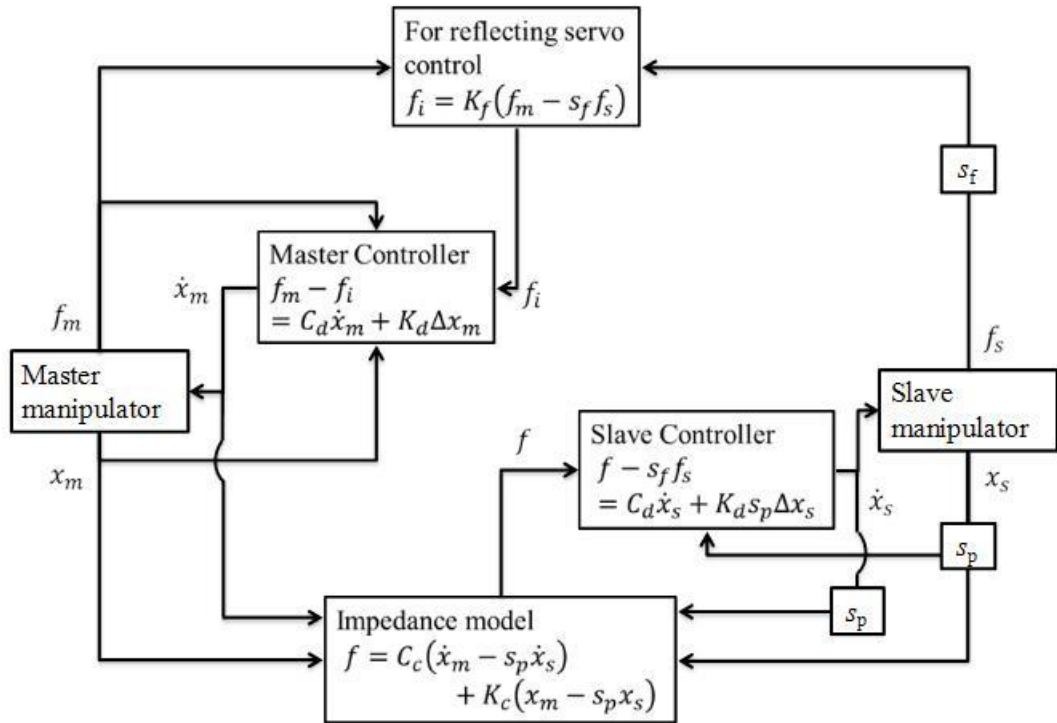 For reflecting servo
control
f_i = K_f(f_m − s_f f_s)
s_f
Master Controller
f_m − f_i
= C_d ẋ_m + K_d Δx_m
ẋ_m
f_i
f_m
f_s
Master
manipulator
Slave
manipulator
x_m
x_s
f
Slave Controller
f − s_f f_s
= C_d ẋ_s + K_d s_p Δx_s
ẋ_s
s_p
s_p
Impedance model
f = C_c(ẋ_m − s_p ẋ_s)
+ K_c(x_m − s_p x_s)